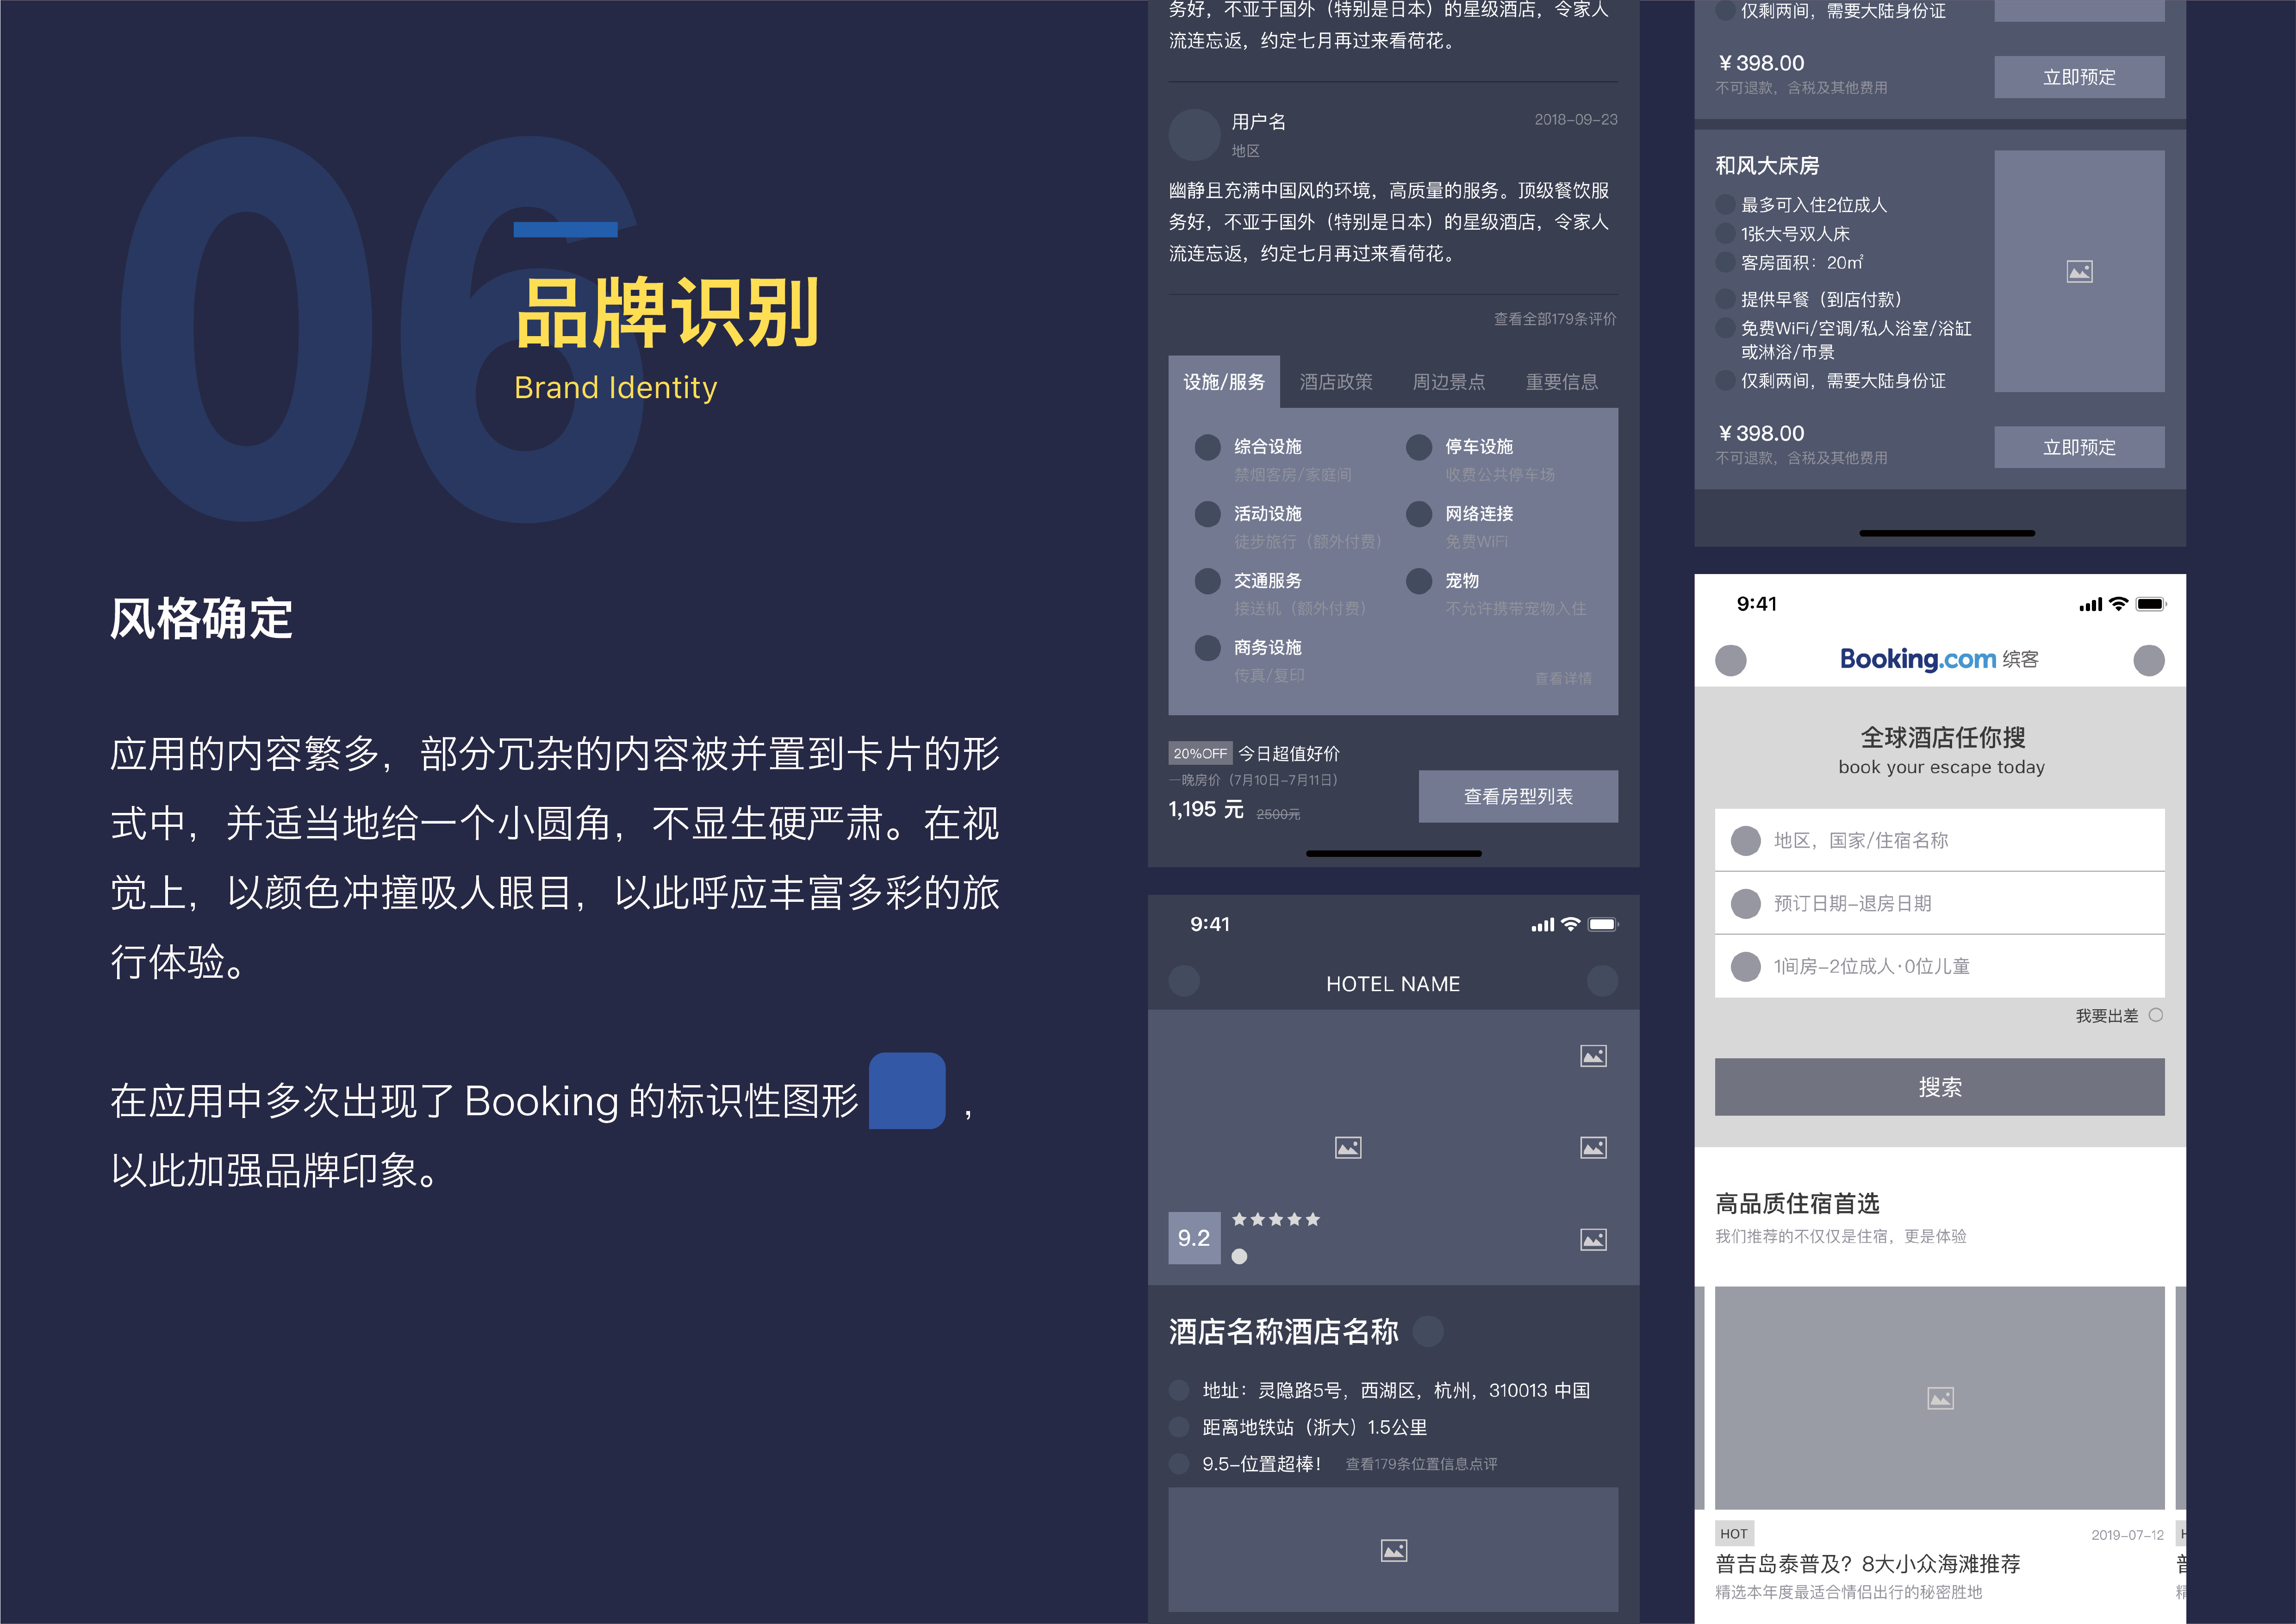 06
品牌识别
Brand Identity
风格确定
应用的内容繁多，部分冗杂的内容被并置到卡片的形
式中，并适当地给一个小圆角，不显生硬严肃。在视
觉上，以颜色冲撞吸人眼目，以此呼应丰富多彩的旅
行体验。
在应用中多次出现了 Booking 的标识性图形 ，
以此加强品牌印象。
务好，不亚于国外（特别是日本）的星级酒店，令家人
流连忘返，约定七月再过来看荷花。
用户名
2018-09-23
地区
幽静且充满中国风的环境，高质量的服务。顶级餐饮服
务好，不亚于国外（特别是日本）的星级酒店，令家人
流连忘返，约定七月再过来看荷花。
查看全部179条评价
设施/服务 酒店政策 周边景点 重要信息
综合设施 停车设施
禁烟客房/家庭间 收费公共停车场
活动设施 网络连接
徒步旅行（额外付费） 免费WiFi
交通服务 宠物
接送机（额外付费） 不允许携带宠物入住
商务设施
传真/复印 查看详情
20%OFF 今日超值好价
一晚房价（7月10日-7月11日）
1,195 元 2500元
查看房型列表
9:41
HOTEL NAME
9.2
酒店名称酒店名称
地址：灵隐路5号，西湖区，杭州，310013 中国
距离地铁站（浙大）1.5公里
9.5-位置超棒！ 查看179条位置信息点评
仅剩两间，需要大陆身份证
￥398.00
不可退款，含税及其他费用
立即预定
和风大床房
最多可入住2位成人
1张大号双人床
客房面积：20㎡
提供早餐（到店付款）
免费WiFi/空调/私人浴室/浴缸
或淋浴/市景
仅剩两间，需要大陆身份证
￥398.00
不可退款，含税及其他费用
立即预定
9:41
Booking.com 缤客
全球酒店任你搜
book your escape today
地区，国家/住宿名称
预订日期-退房日期
1间房-2位成人·0位儿童
我要出差
搜索
高品质住宿首选
我们推荐的不仅仅是住宿，更是体验
HOT
2019-07-12
普吉岛泰普及？8大小众海滩推荐
精选本年度最适合情侣出行的秘密胜地